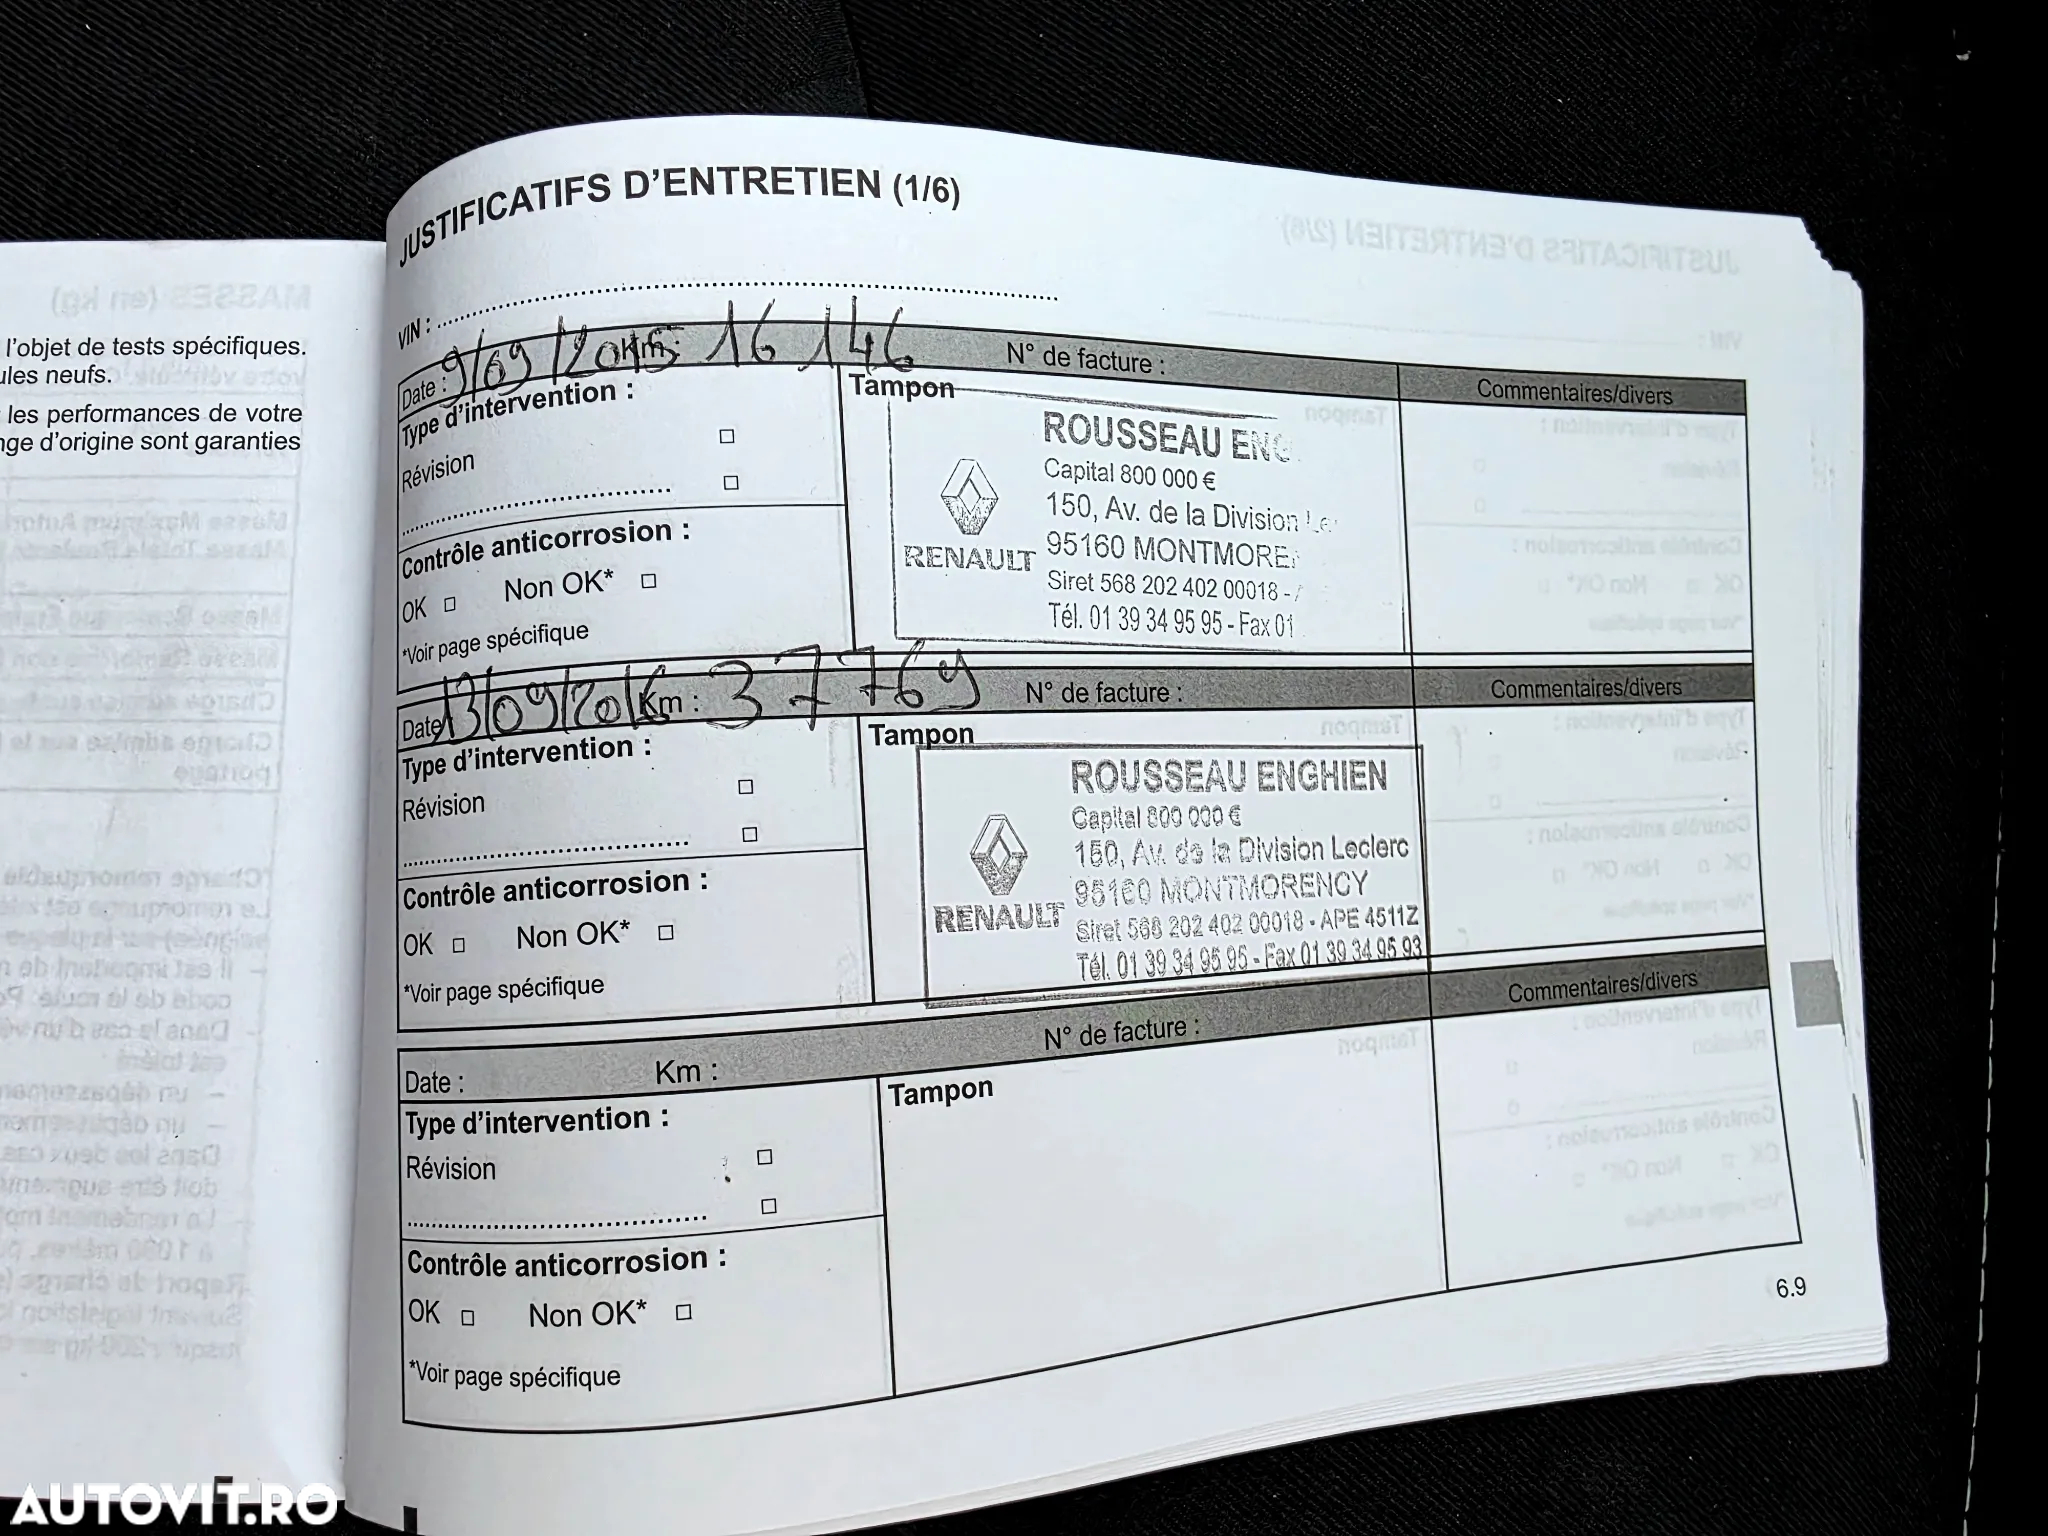 l'objet de tests spécifiques.
ules neufs.
les performances de votre
nge d'origine sont garanties
JUSTIFICATIFS D'ENTRETIEN (1/6)
VIN :
Date : 9/09/2015 Km : 16 146 N° de facture : Commentaires/divers
Type d'intervention :
Révision
Contrôle anticorrosion :
OK Non OK*
*Voir page spécifique
Tampon
ROUSSEAU ENG
Capital 800 000 €
150, Av. de la Division Le
95160 MONTMORE
Siret 568 202 402 00018 -
Tél. 01 39 34 95 95 - Fax 01
RENAULT
Date : 13/09/2016 Km : 37769 N° de facture : Commentaires/divers
Type d'intervention :
Révision
Contrôle anticorrosion :
OK Non OK*
*Voir page spécifique
Tampon
ROUSSEAU ENGHIEN
Capital 800 000 €
150, Av. de la Division Leclerc
95160 MONTMORENCY
Siret 568 202 402 00018 - APE 4511Z
Tél. 01 39 34 95 95 - Fax 01 39 34 95 93
RENAULT
Date : Km : N° de facture : Commentaires/divers
Type d'intervention :
Révision
Contrôle anticorrosion :
OK Non OK*
*Voir page spécifique
Tampon
6.9
AUTOVIT.RO